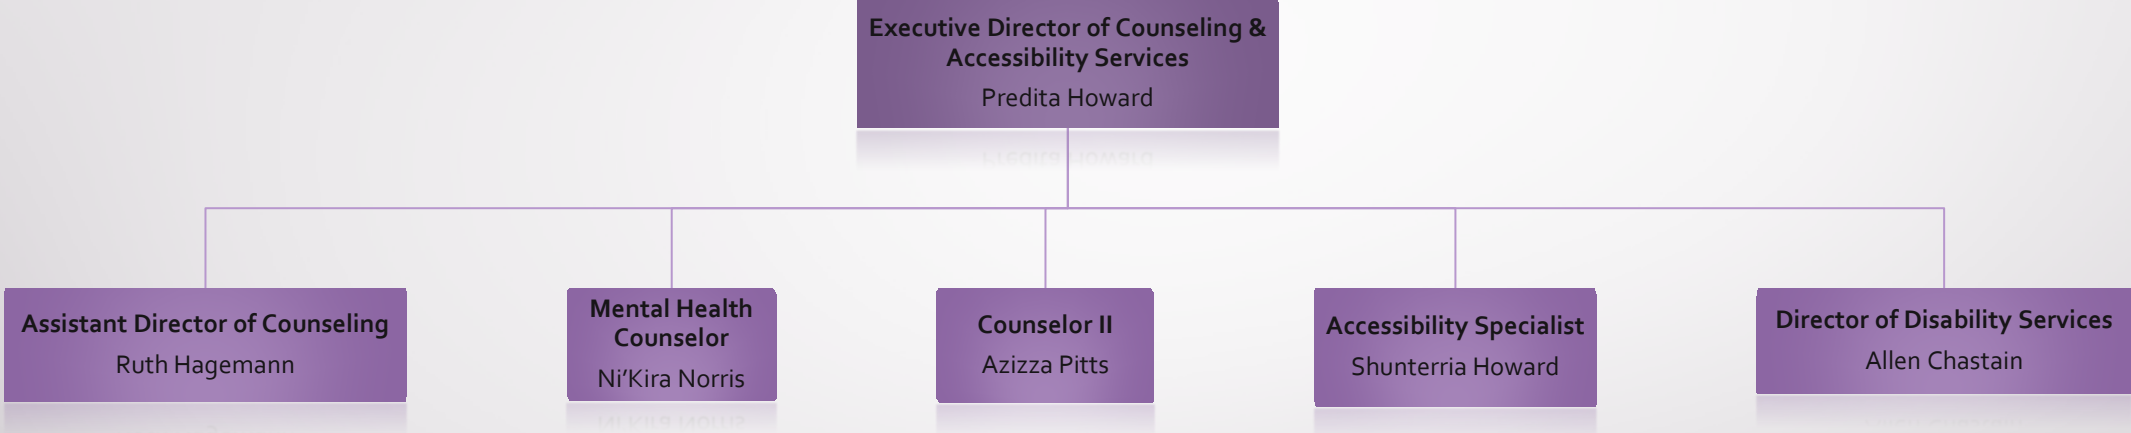 Executive Director of Counseling &
Accessibility Services
Predita Howard
Assistant Director of Counseling
Ruth Hagemann
Mental Health
Counselor
Ni’Kira Norris
Counselor II
Azizza Pitts
Accessibility Specialist
Shunterria Howard
Director of Disability Services
Allen Chastain